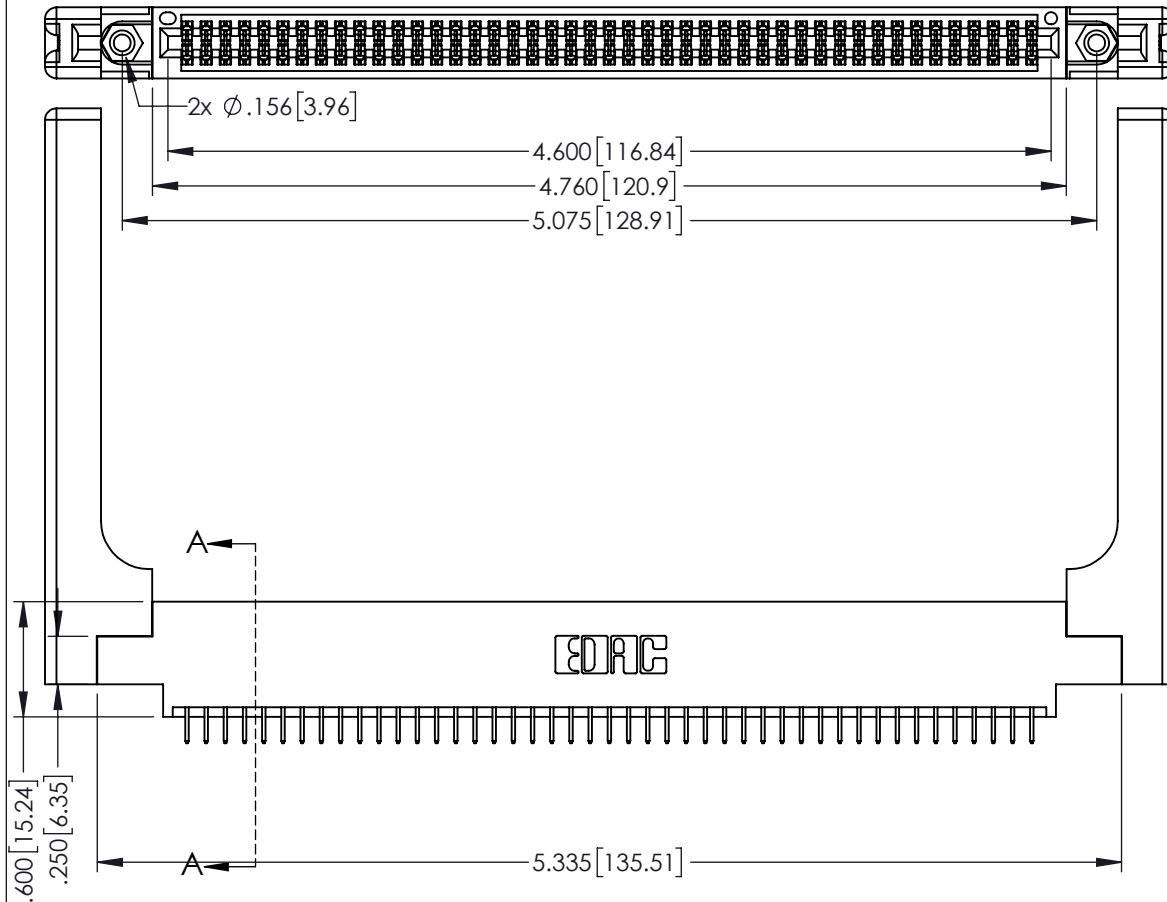 2x ⌀.156[3.96]
4.600[116.84]
4.760[120.9]
5.075[128.91]
A
EDAC
.600[15.24]
.250[6.35]
A
5.335[135.51]